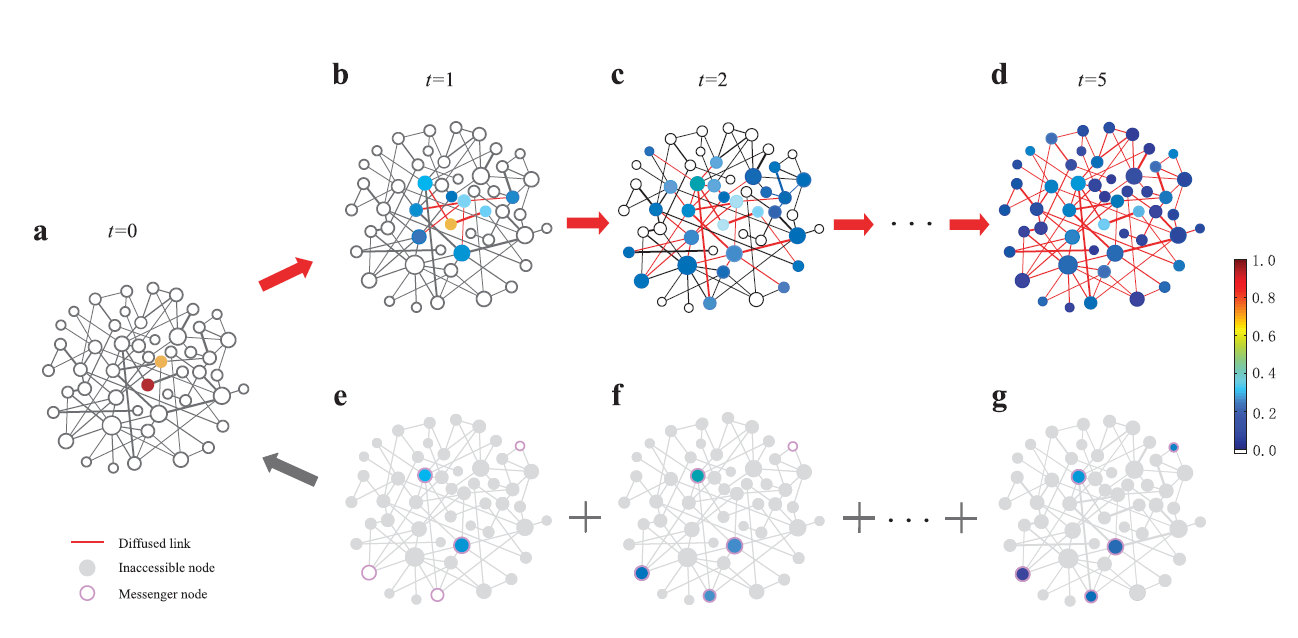 b
t=1
c
t=2
d
t=5
a
t=0
. . .
1.0
0.8
0.6
0.4
0.2
0.0
e
f
g
+
+ . . . +
Diffused link
Inaccessible node
Messenger node